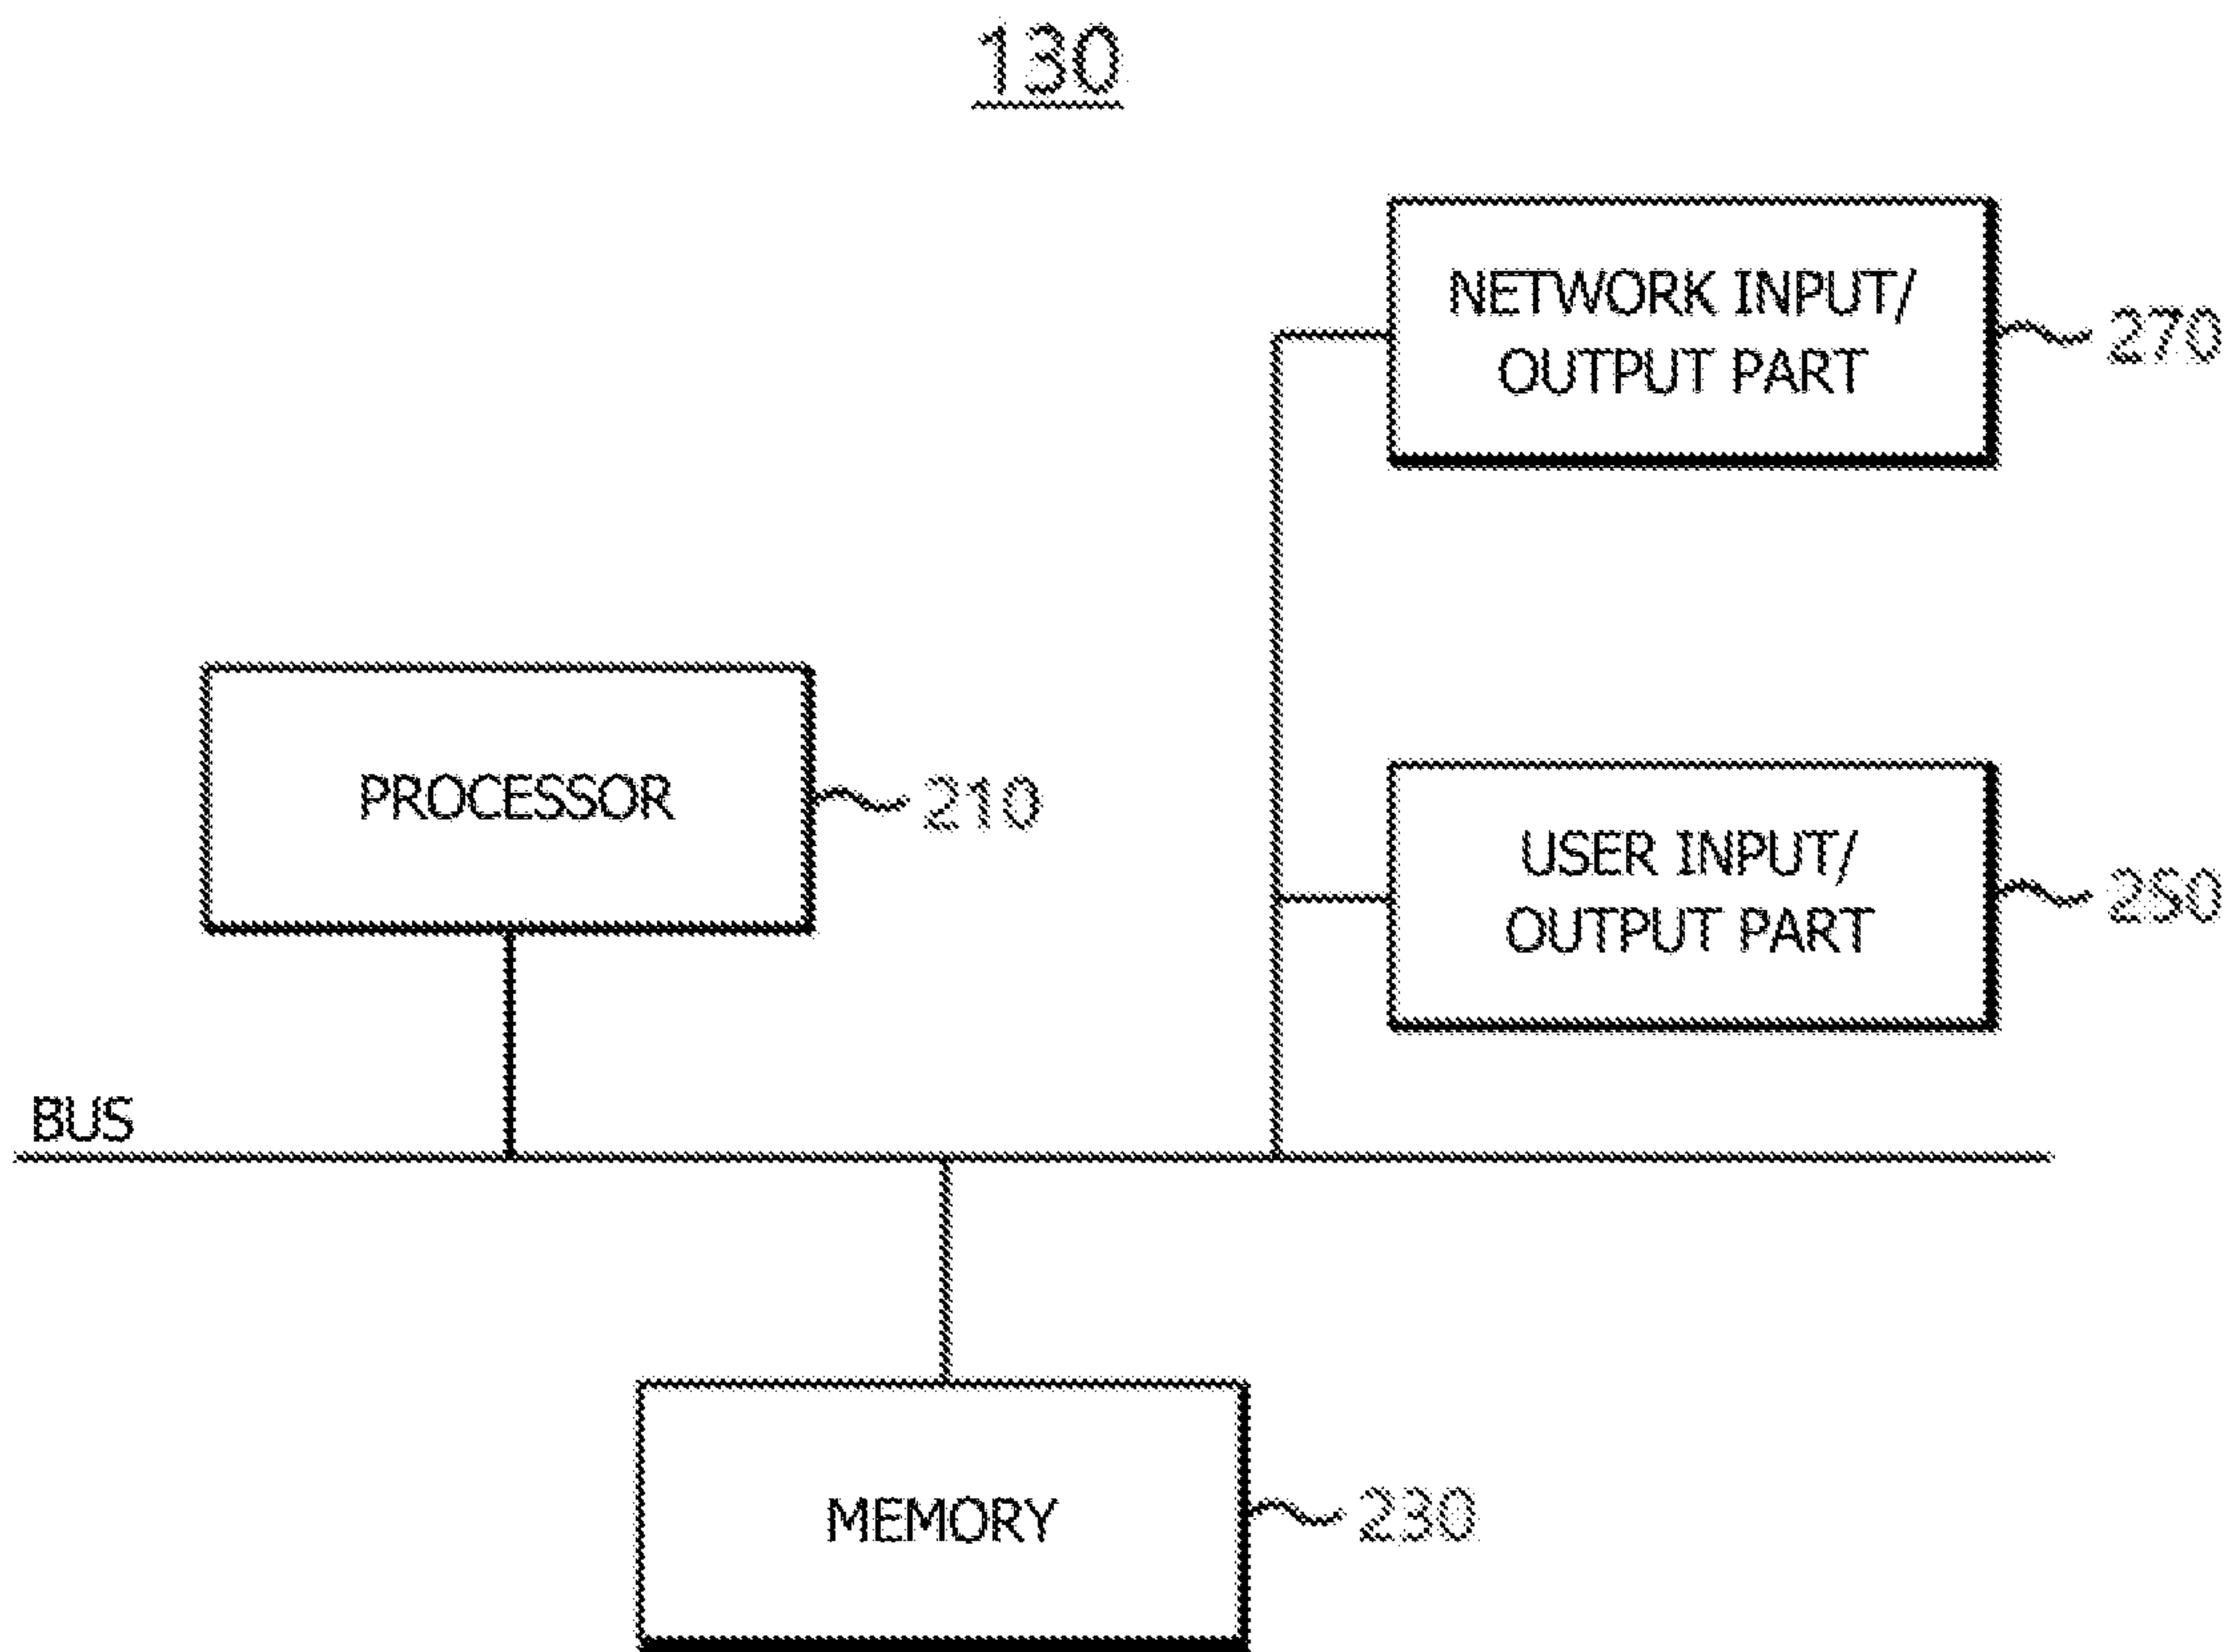 130
NETWORK INPUT/
OUTPUT PART
270
PROCESSOR
210
USER INPUT/
OUTPUT PART
250
BUS
MEMORY
230